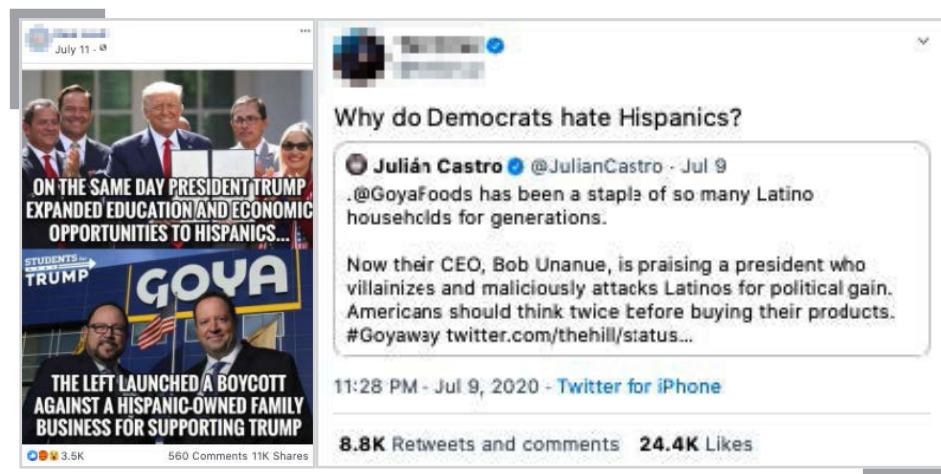 July 11
ON THE SAME DAY PRESIDENT TRUMP
EXPANDED EDUCATION AND ECONOMIC
OPPORTUNITIES TO HISPANICS...
STUDENTS for
TRUMP
GOYA
THE LEFT LAUNCHED A BOYCOTT
AGAINST A HISPANIC-OWNED FAMILY
BUSINESS FOR SUPPORTING TRUMP
3.5K 560 Comments 11K Shares
Why do Democrats hate Hispanics?
Julián Castro @JulianCastro - Jul 9
.@GoyaFoods has been a staple of so many Latino
households for generations.
Now their CEO, Bob Unanue, is praising a president who
villainizes and maliciously attacks Latinos for political gain.
Americans should think twice before buying their products.
#Goyaway twitter.com/thehill/status...
11:28 PM - Jul 9, 2020 - Twitter for iPhone
8.8K Retweets and comments 24.4K Likes